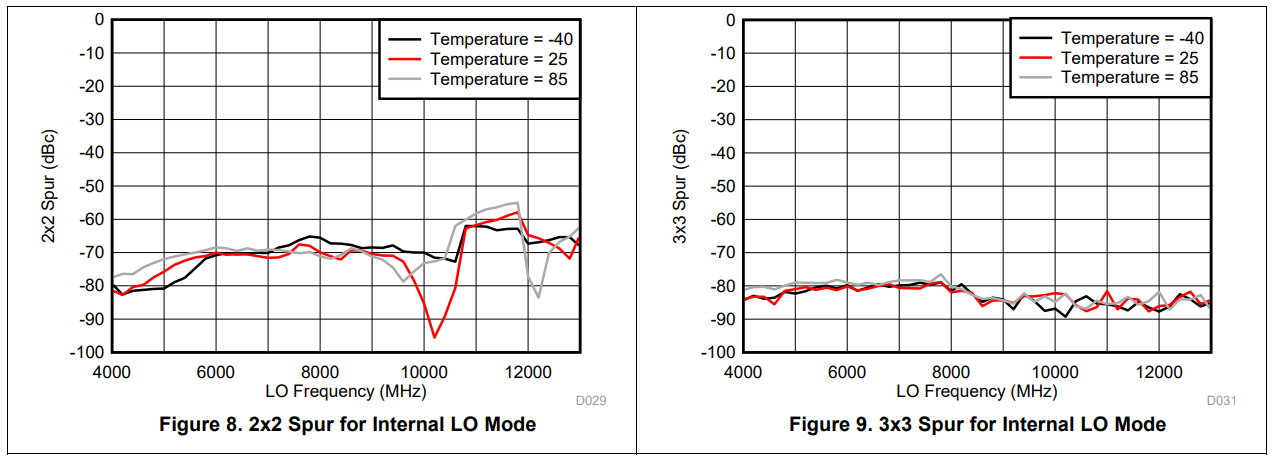 0
-10
-20
-30
-40
-50
-60
-70
-80
-90
-100
2x2 Spur (dBc)
Temperature = -40
Temperature = 25
Temperature = 85
4000 6000 8000 10000 12000
LO Frequency (MHz)
D029
Figure 8. 2x2 Spur for Internal LO Mode
0
-10
-20
-30
-40
-50
-60
-70
-80
-90
-100
3x3 Spur (dBc)
Temperature = -40
Temperature = 25
Temperature = 85
4000 6000 8000 10000 12000
LO Frequency (MHz)
D031
Figure 9. 3x3 Spur for Internal LO Mode